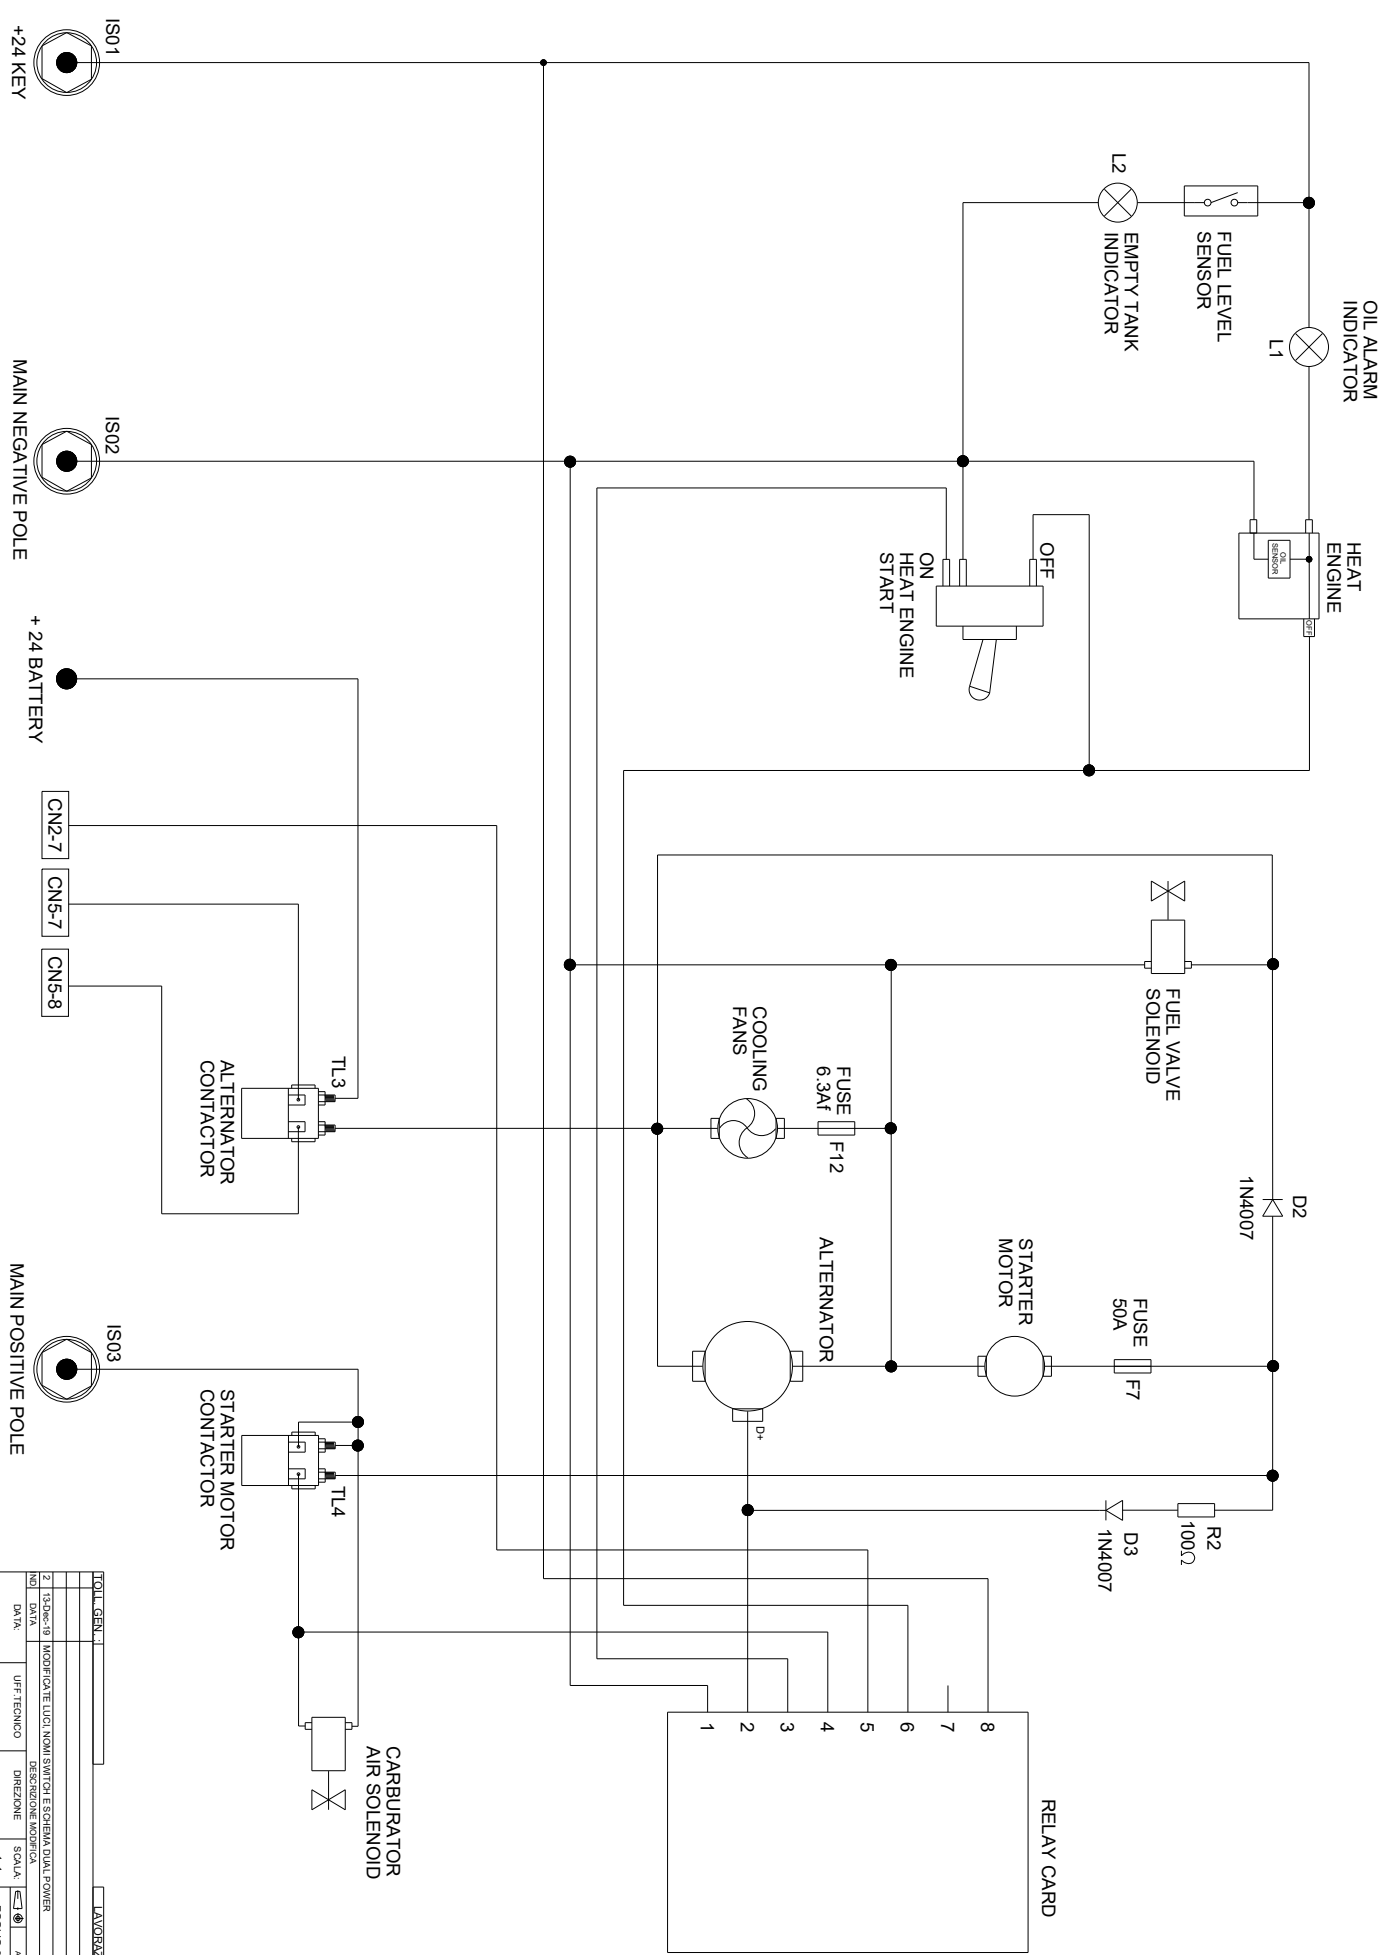 OIL ALARM
INDICATOR
L1
HEAT
ENGINE
OIL
SENSOR
OFF
FUEL LEVEL
SENSOR
L2
EMPTY TANK
INDICATOR
OFF
ON
HEAT ENGINE
START
FUEL VALVE
SOLENOID
D2
1N4007
STARTER
MOTOR
FUSE
50A
F7
R2
100Ω
D3
1N4007
COOLING
FANS
FUSE
6.3Af
F12
ALTERNATOR
D+
RELAY CARD
8
7
6
5
4
3
2
1
TL3
ALTERNATOR
CONTACTOR
TL4
STARTER MOTOR
CONTACTOR
CARBURATOR
AIR SOLENOID
IS01
+24 KEY
IS02
MAIN NEGATIVE POLE
+ 24 BATTERY
CN2-7
CN5-7
CN5-8
IS03
MAIN POSITIVE POLE
TOLL. GEN. :
2 13-Dec-19 MODIFICATE LUCI, NOMI SWITCH E SCHEMA DUAL POWER
IND DATA DESCRIZIONE MODIFICA
DATA: UFF.TECNICO DIREZIONE SCALA: